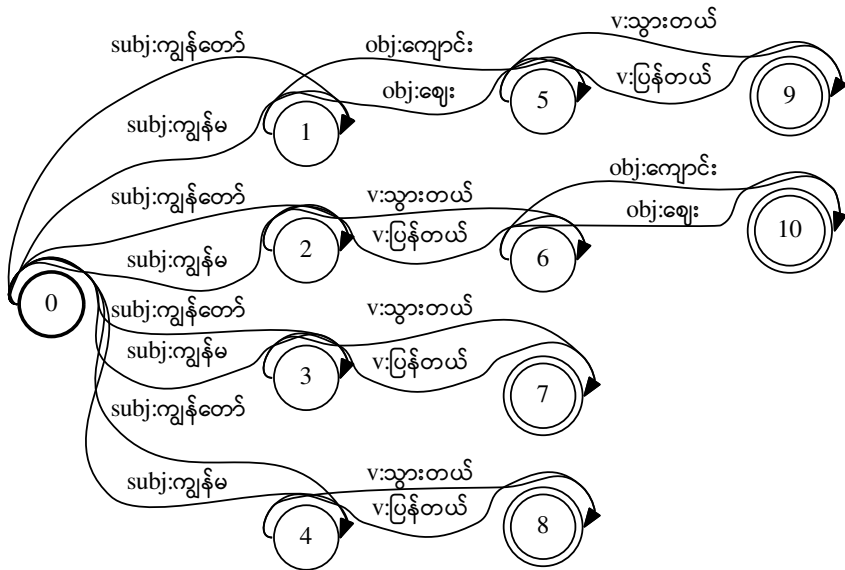 subj:ကျွန်တော်
obj:ကျောင်း
v:သွားတယ်
subj:ကျွန်မ
obj:ဈေး
v:ပြန်တယ်
1
5
9
subj:ကျွန်တော်
v:သွားတယ်
obj:ကျောင်း
subj:ကျွန်မ
v:ပြန်တယ်
obj:ဈေး
2
6
10
0
subj:ကျွန်တော်
v:သွားတယ်
subj:ကျွန်မ
v:ပြန်တယ်
3
7
subj:ကျွန်တော်
subj:ကျွန်မ
v:သွားတယ်
v:ပြန်တယ်
4
8